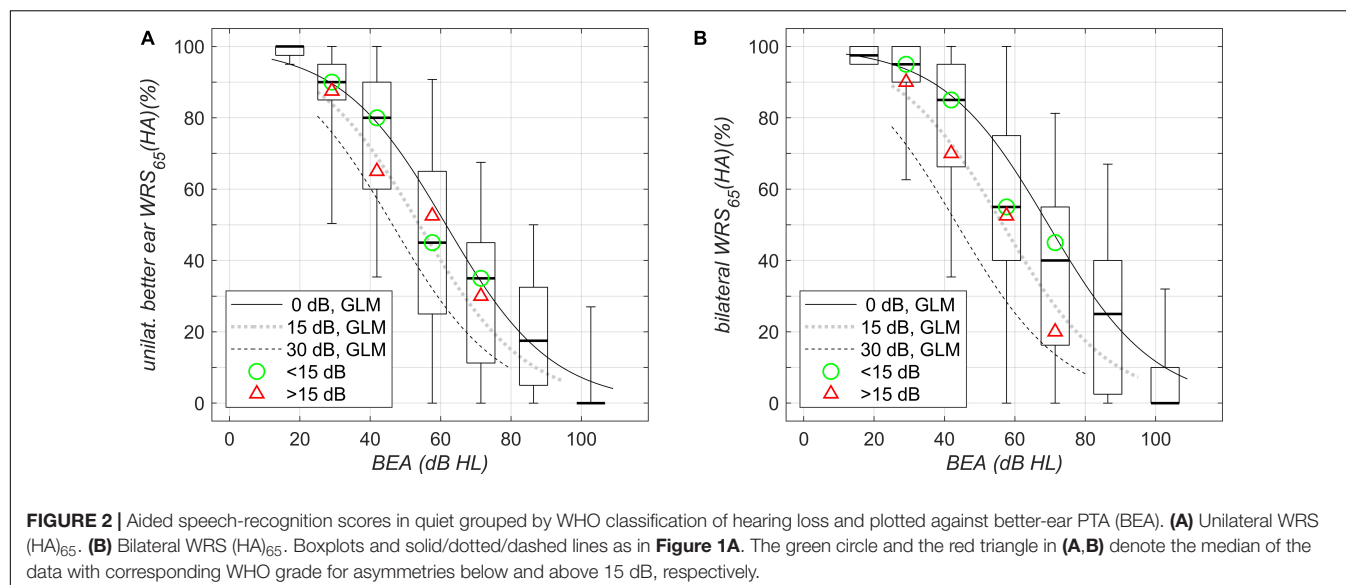 A
B
unilat. better ear WRS65(HA)(%)
100
80
60
40
20
0
0 dB, GLM
15 dB, GLM
30 dB, GLM
<15 dB
>15 dB
0 20 40 60 80 100
BEA (dB HL)
bilateral WRS65(HA)(%)
100
80
60
40
20
0
0 dB, GLM
15 dB, GLM
30 dB, GLM
<15 dB
>15 dB
0 20 40 60 80 100
BEA (dB HL)
FIGURE 2 | Aided speech-recognition scores in quiet grouped by WHO classification of hearing loss and plotted against better-ear PTA (BEA). (A) Unilateral WRS
(HA)65. (B) Bilateral WRS (HA)65. Boxplots and solid/dotted/dashed lines as in Figure 1A. The green circle and the red triangle in (A,B) denote the median of the
data with corresponding WHO grade for asymmetries below and above 15 dB, respectively.